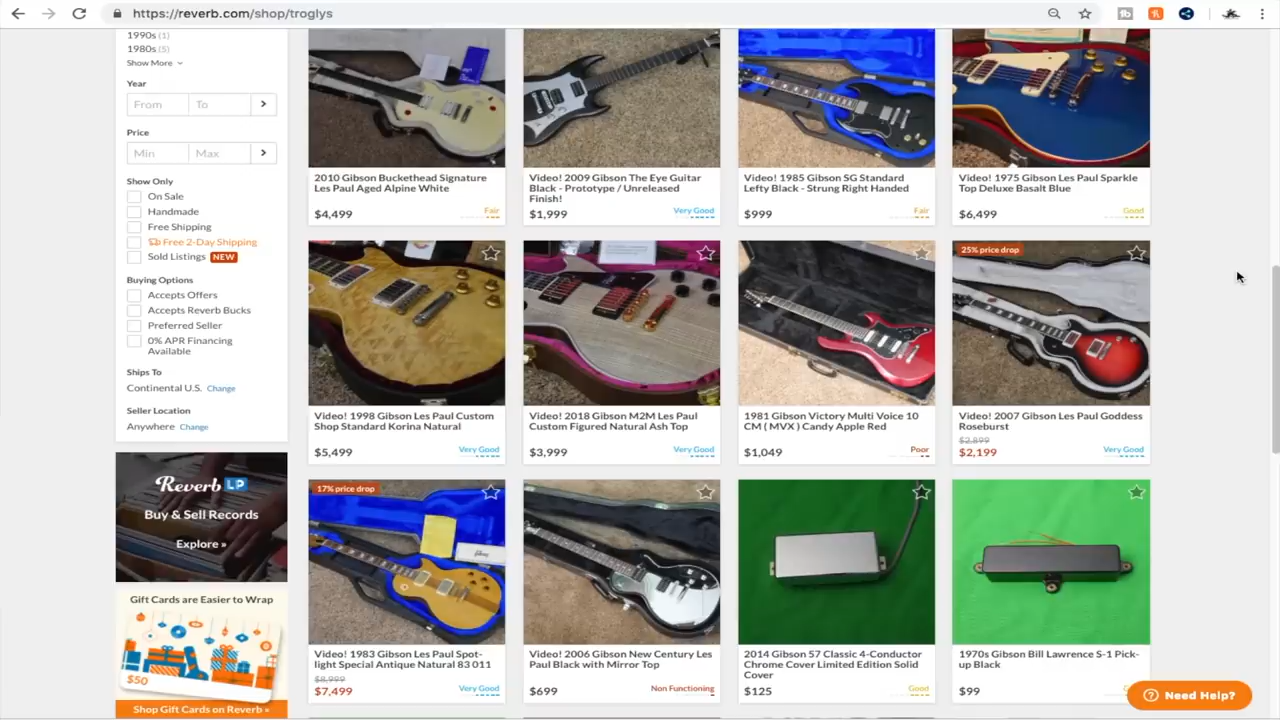 https://reverb.com/shop/troglys
1990s (1)
1980s (5)
Show More
Year
From To
Price
Min Max
Show Only
On Sale
Handmade
Free Shipping
Free 2-Day Shipping
Sold Listings NEW
Buying Options
Accepts Offers
Accepts Reverb Bucks
Preferred Seller
0% APR Financing
Available
Ships To
Continental U.S. Change
Seller Location
Anywhere Change
Reverb LP
Buy & Sell Records
Explore »
Gift Cards are Easier to Wrap
$50
Shop Gift Cards on Reverb »
2010 Gibson Buckethead Signature
Les Paul Aged Alpine White
$4,499 Fair
Video! 2009 Gibson The Eye Guitar
Black - Prototype / Unreleased
Finish!
$1,999 Very Good
Video! 1985 Gibson SG Standard
Lefty Black - Strung Right Handed
$999 Fair
Video! 1975 Gibson Les Paul Sparkle
Top Deluxe Basalt Blue
$6,499 Good
Video! 1998 Gibson Les Paul Custom
Shop Standard Korina Natural
$5,499 Very Good
Video! 2018 Gibson M2M Les Paul
Custom Figured Natural Ash Top
$3,999 Very Good
1981 Gibson Victory Multi Voice 10
CM ( MVX ) Candy Apple Red
$1,049 Poor
25% price drop
Video! 2007 Gibson Les Paul Goddess
Roseburst
$2,899
$2,199 Very Good
17% price drop
Video! 1983 Gibson Les Paul Spot-
light Special Antique Natural 83 011
$8,999
$7,499 Very Good
Video! 2006 Gibson New Century Les
Paul Black with Mirror Top
$699 Non Functioning
2014 Gibson 57 Classic 4-Conductor
Chrome Cover Limited Edition Solid
Cover
$125 Good
1970s Gibson Bill Lawrence S-1 Pick-
up Black
$99
Need Help?